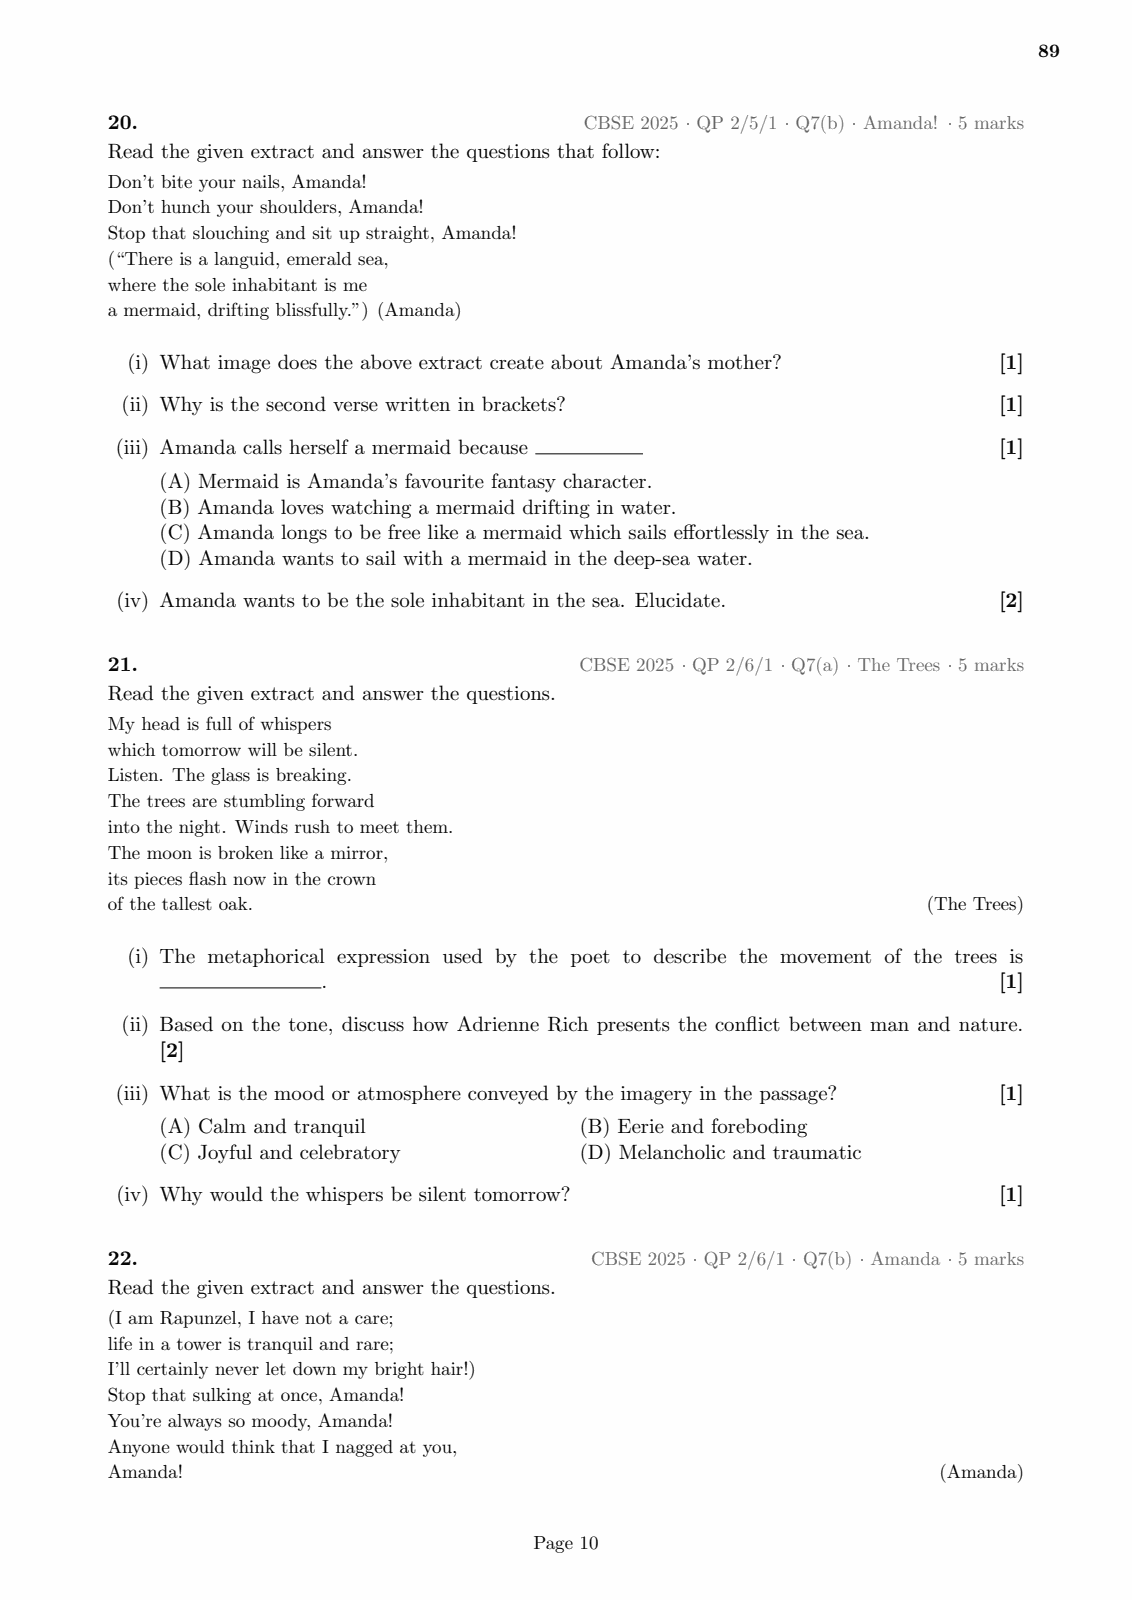 89
20. CBSE 2025 · QP 2/5/1 · Q7(b) · Amanda! · 5 marks
Read the given extract and answer the questions that follow:
Don't bite your nails, Amanda!
Don't hunch your shoulders, Amanda!
Stop that slouching and sit up straight, Amanda!
(“There is a languid, emerald sea,
where the sole inhabitant is me
a mermaid, drifting blissfully.”) (Amanda)
(i) What image does the above extract create about Amanda's mother? [1]
(ii) Why is the second verse written in brackets? [1]
(iii) Amanda calls herself a mermaid because __________ [1]
(A) Mermaid is Amanda's favourite fantasy character.
(B) Amanda loves watching a mermaid drifting in water.
(C) Amanda longs to be free like a mermaid which sails effortlessly in the sea.
(D) Amanda wants to sail with a mermaid in the deep-sea water.
(iv) Amanda wants to be the sole inhabitant in the sea. Elucidate. [2]
21. CBSE 2025 · QP 2/6/1 · Q7(a) · The Trees · 5 marks
Read the given extract and answer the questions.
My head is full of whispers
which tomorrow will be silent.
Listen. The glass is breaking.
The trees are stumbling forward
into the night. Winds rush to meet them.
The moon is broken like a mirror,
its pieces flash now in the crown
of the tallest oak. (The Trees)
(i) The metaphorical expression used by the poet to describe the movement of the trees is
_______________. [1]
(ii) Based on the tone, discuss how Adrienne Rich presents the conflict between man and nature.
[2]
(iii) What is the mood or atmosphere conveyed by the imagery in the passage? [1]
(A) Calm and tranquil (B) Eerie and foreboding
(C) Joyful and celebratory (D) Melancholic and traumatic
(iv) Why would the whispers be silent tomorrow? [1]
22. CBSE 2025 · QP 2/6/1 · Q7(b) · Amanda · 5 marks
Read the given extract and answer the questions.
(I am Rapunzel, I have not a care;
life in a tower is tranquil and rare;
I'll certainly never let down my bright hair!)
Stop that sulking at once, Amanda!
You're always so moody, Amanda!
Anyone would think that I nagged at you,
Amanda! (Amanda)
Page 10